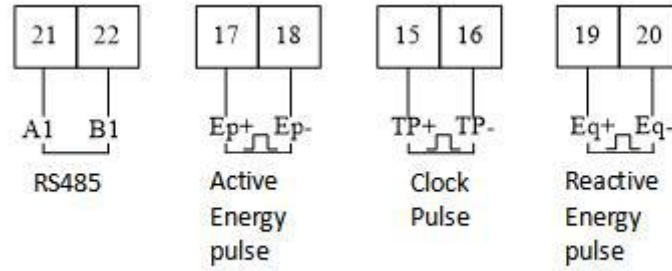 21 22 17 18 15 16 19 20
A1 B1 Ep+ Ep- TP+ TP- Eq+ Eq-
RS485 Active Clock Reactive
Energy Pulse Energy
pulse pulse